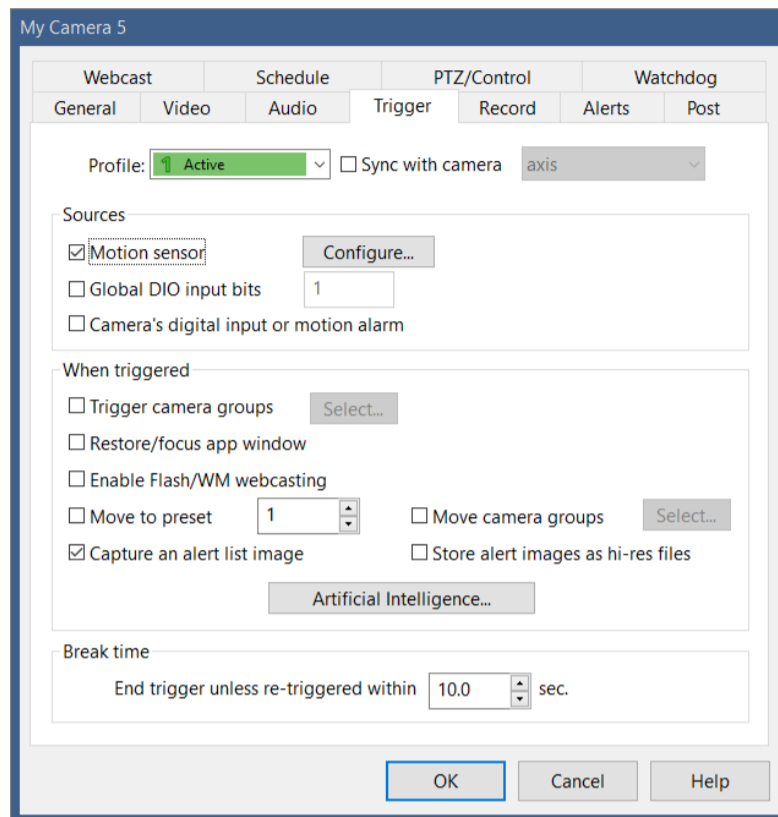 My Camera 5
Webcast Schedule PTZ/Control Watchdog
General Video Audio Trigger Record Alerts Post
Profile: 1 Active Sync with camera axis
Sources
Motion sensor Configure...
Global DIO input bits 1
Camera's digital input or motion alarm
When triggered
Trigger camera groups Select...
Restore/focus app window
Enable Flash/WM webcasting
Move to preset 1 Move camera groups Select...
Capture an alert list image Store alert images as hi-res files
Artificial Intelligence...
Break time
End trigger unless re-triggered within 10.0 sec.
OK Cancel Help